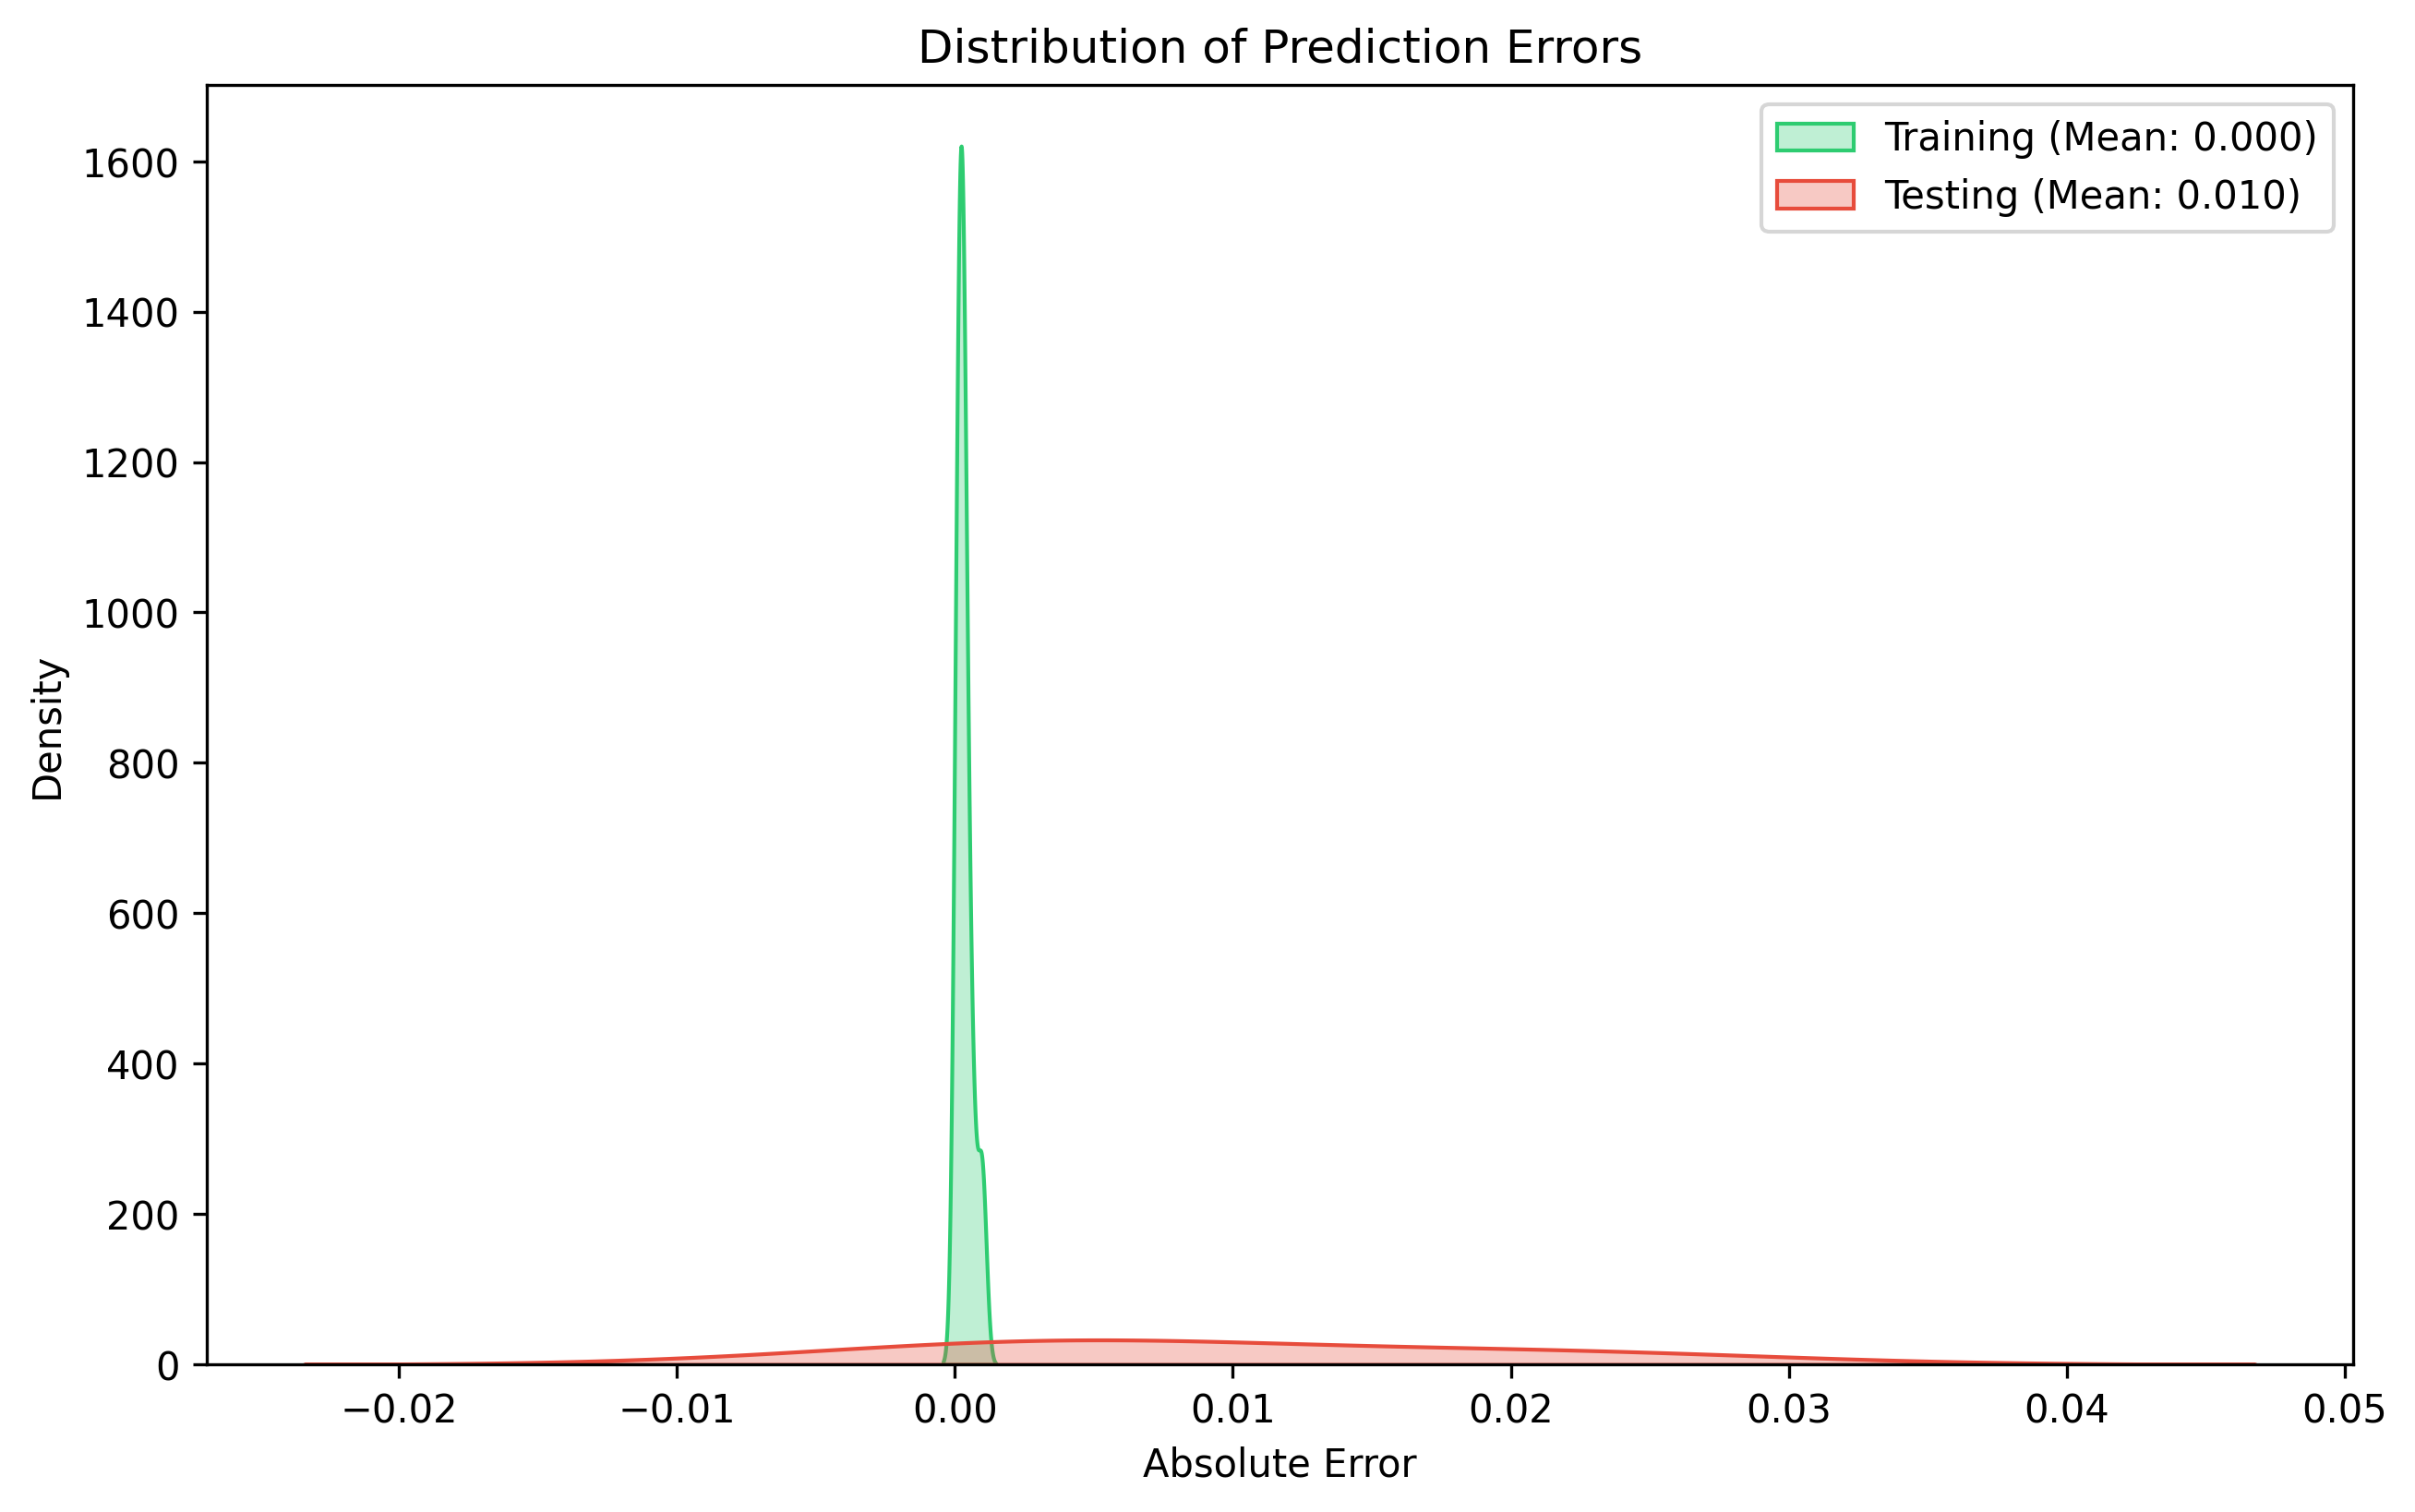 Distribution of Prediction Errors
Training (Mean: 0.000)
Testing (Mean: 0.010)
Density
1600
1400
1200
1000
800
600
400
200
0
−0.02 −0.01 0.00 0.01 0.02 0.03 0.04 0.05
Absolute Error